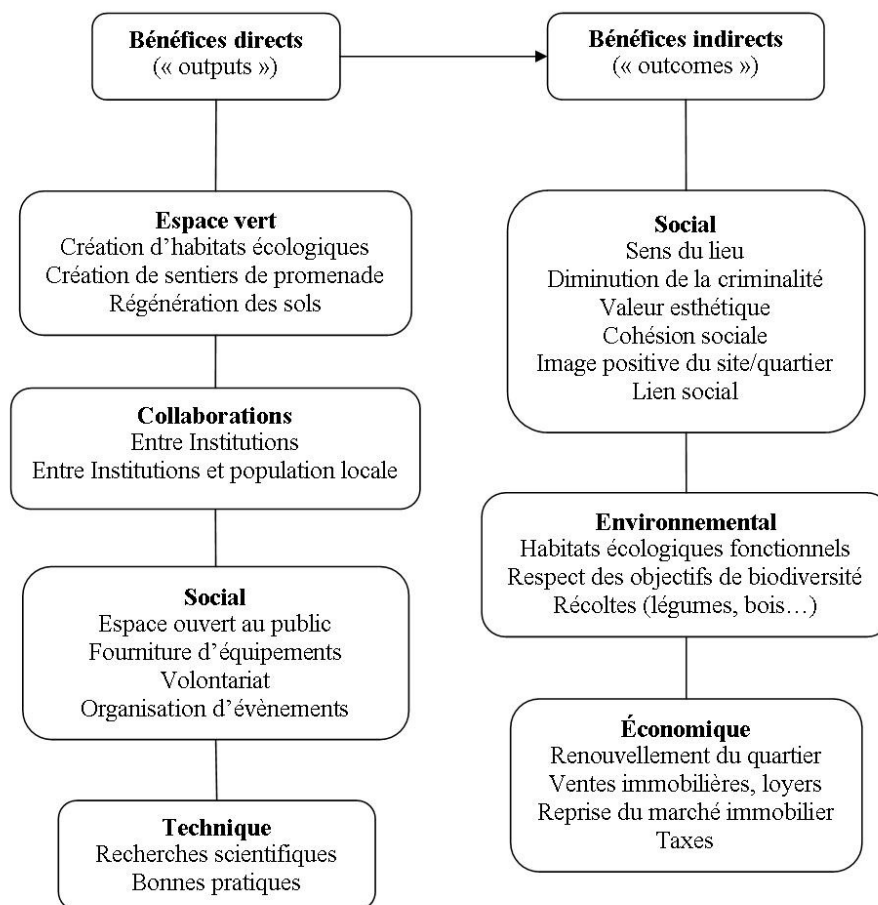 Bénéfices directs
(« outputs »)
Bénéfices indirects
(« outcomes »)
Espace vert
Création d’habitats écologiques
Création de sentiers de promenade
Régénération des sols
Collaborations
Entre Institutions
Entre Institutions et population locale
Social
Espace ouvert au public
Fourniture d’équipements
Volontariat
Organisation d’évènements
Technique
Recherches scientifiques
Bonnes pratiques
Social
Sens du lieu
Diminution de la criminalité
Valeur esthétique
Cohésion sociale
Image positive du site/quartier
Lien social
Environnemental
Habitats écologiques fonctionnels
Respect des objectifs de biodiversité
Récoltes (légumes, bois…)
Économique
Renouvellement du quartier
Ventes immobilières, loyers
Reprise du marché immobilier
Taxes